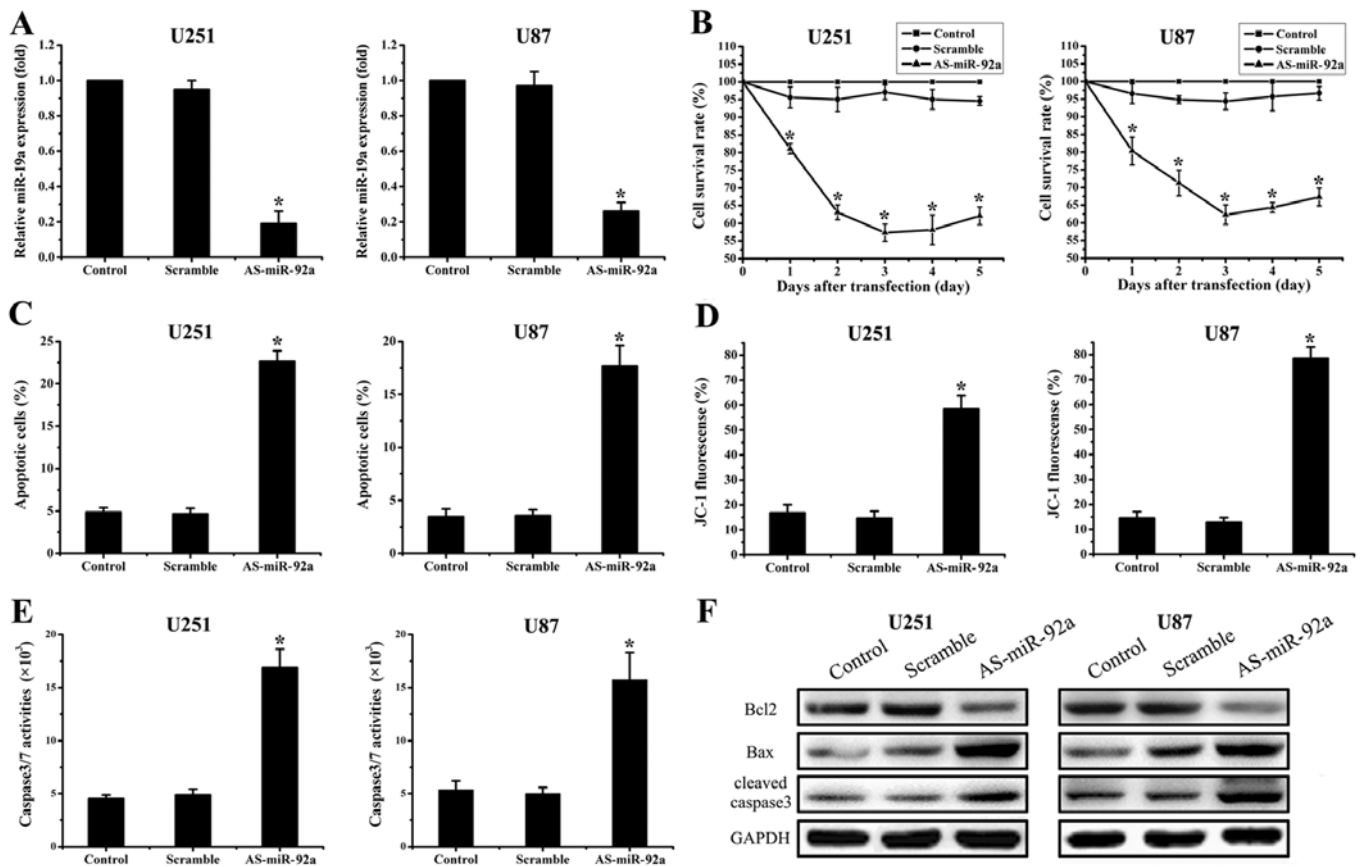 A
U251
Relative miR-19a expression (fold)
1.2
1.0
0.8
0.6
0.4
0.2
0.0
*
Control Scramble AS-miR-92a
U87
Relative miR-19a expression (fold)
1.2
1.0
0.8
0.6
0.4
0.2
0.0
*
Control Scramble AS-miR-92a
B
U251
Control
Scramble
AS-miR-92a
Cell survival rate (%)
110
105
100
95
90
85
80
75
70
65
60
55
50
* * * * *
0 1 2 3 4 5
Days after transfection (day)
U87
Control
Scramble
AS-miR-92a
Cell survival rate (%)
110
105
100
95
90
85
80
75
70
65
60
55
50
* * * * *
0 1 2 3 4 5
Days after transfection (day)
C
U251
Apoptotic cells (%)
25
20
15
10
5
0
*
Control Scramble AS-miR-92a
U87
Apoptotic cells (%)
20
15
10
5
0
*
Control Scramble AS-miR-92a
D
U251
JC-1 fluorescense (%)
80
70
60
50
40
30
20
10
0
*
Control Scramble AS-miR-92a
U87
JC-1 fluorescense (%)
80
70
60
50
40
30
20
10
0
*
Control Scramble AS-miR-92a
E
U251
Caspase3/7 activities (×10³)
20
15
10
5
0
*
Control Scramble AS-miR-92a
U87
Caspase3/7 activities (×10³)
20
15
10
5
0
*
Control Scramble AS-miR-92a
F
U251 U87
Control Scramble AS-miR-92a Control Scramble AS-miR-92a
Bcl2
Bax
cleaved
caspase3
GAPDH